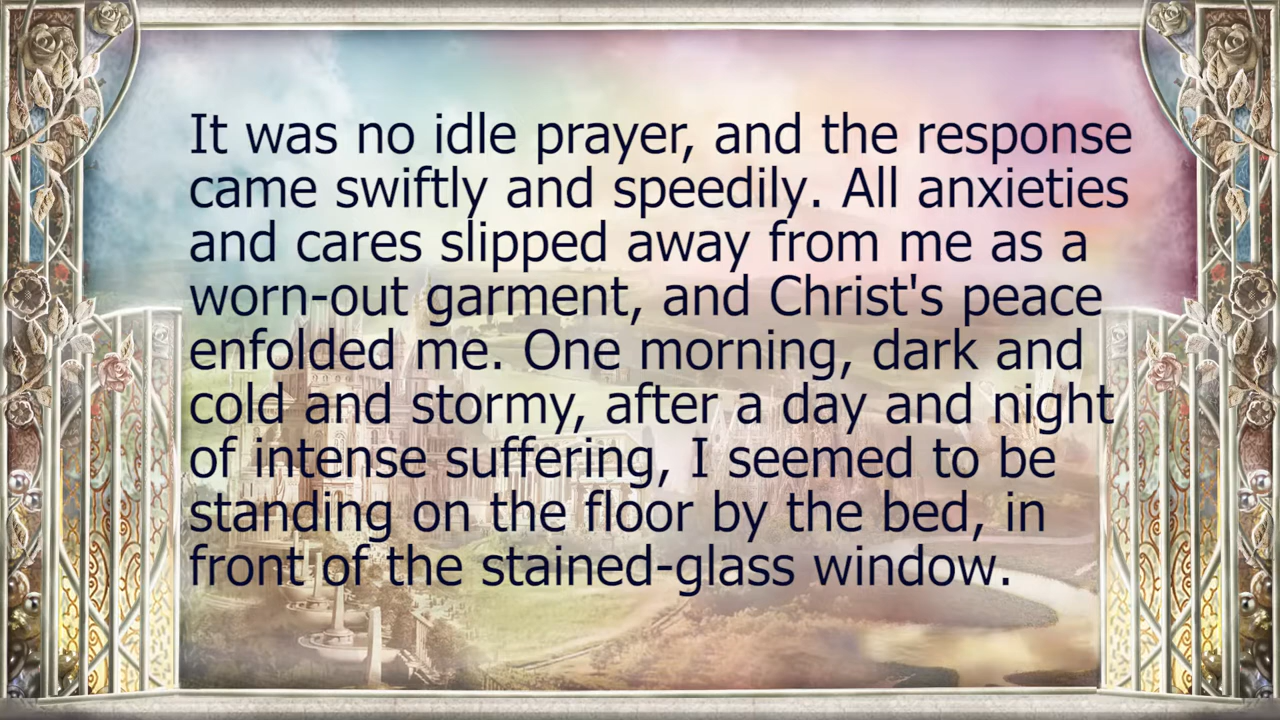 It was no idle prayer, and the response
came swiftly and speedily. All anxieties
and cares slipped away from me as a
worn-out garment, and Christ's peace
enfolded me. One morning, dark and
cold and stormy, after a day and night
of intense suffering, I seemed to be
standing on the floor by the bed, in
front of the stained-glass window.